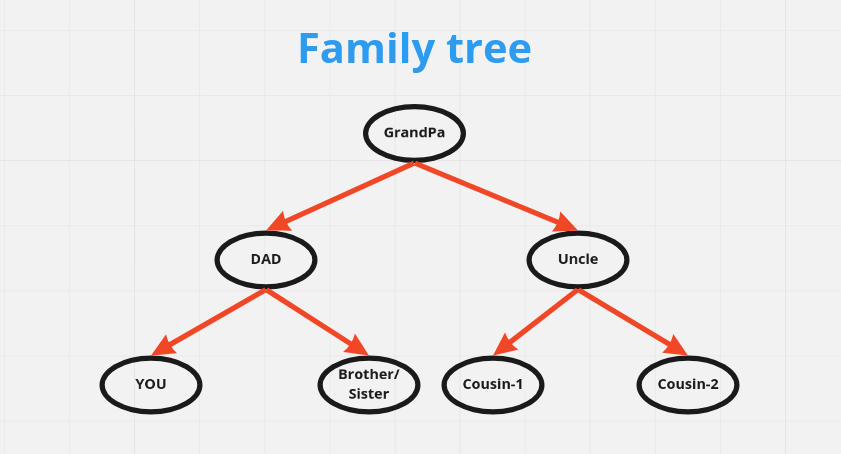 Family tree
GrandPa
DAD
Uncle
YOU
Brother/
Sister
Cousin-1
Cousin-2